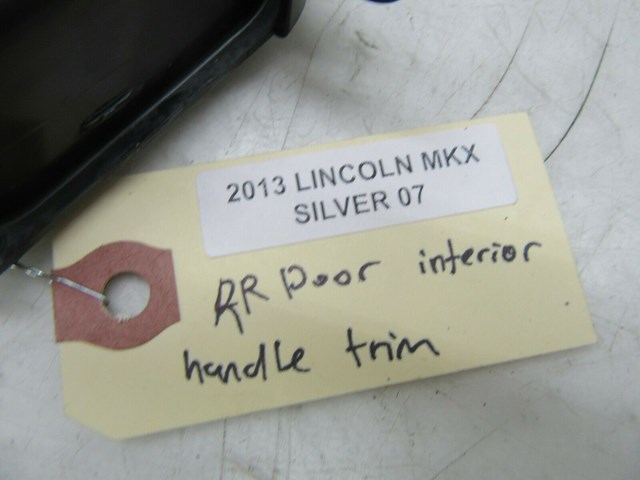 2013 LINCOLN MKX
SILVER 07
RR Door interior
handle trim